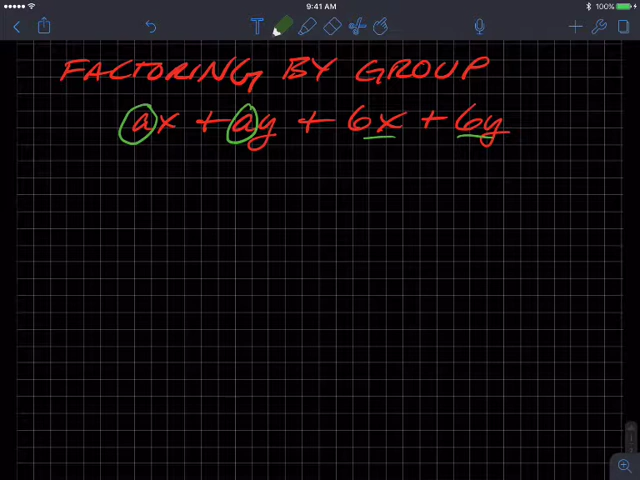 9:41 AM
100%
T
FACTORING BY GROUP
ax + ay + 6x + 6y